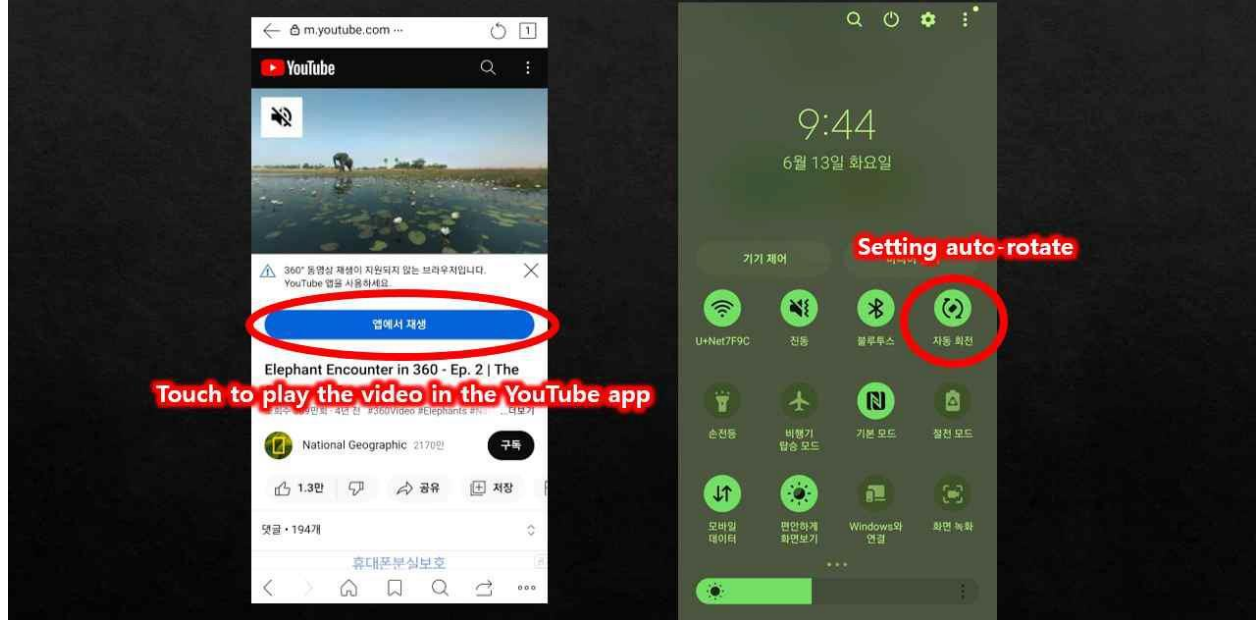 m.youtube.com ···
1
YouTube
360° 동영상 재생이 지원되지 않는 브라우저입니다.
YouTube 앱을 사용하세요.
앱에서 재생
Elephant Encounter in 360 - Ep. 2 | The
Touch to play the video in the YouTube app
4년 전 #360Video #Elephants ...더보기
National Geographic 2170만
구독
1.3만
공유
저장
댓글 • 194개
휴대폰분실보호
9:44
6월 13일 화요일
기기 제어
Setting auto-rotate
U+Net7F9C
진동
블루투스
자동 회전
손전등
비행기
탑승 모드
기본 모드
절전 모드
모바일
데이터
편안하게
화면보기
Windows와
연결
화면 녹화